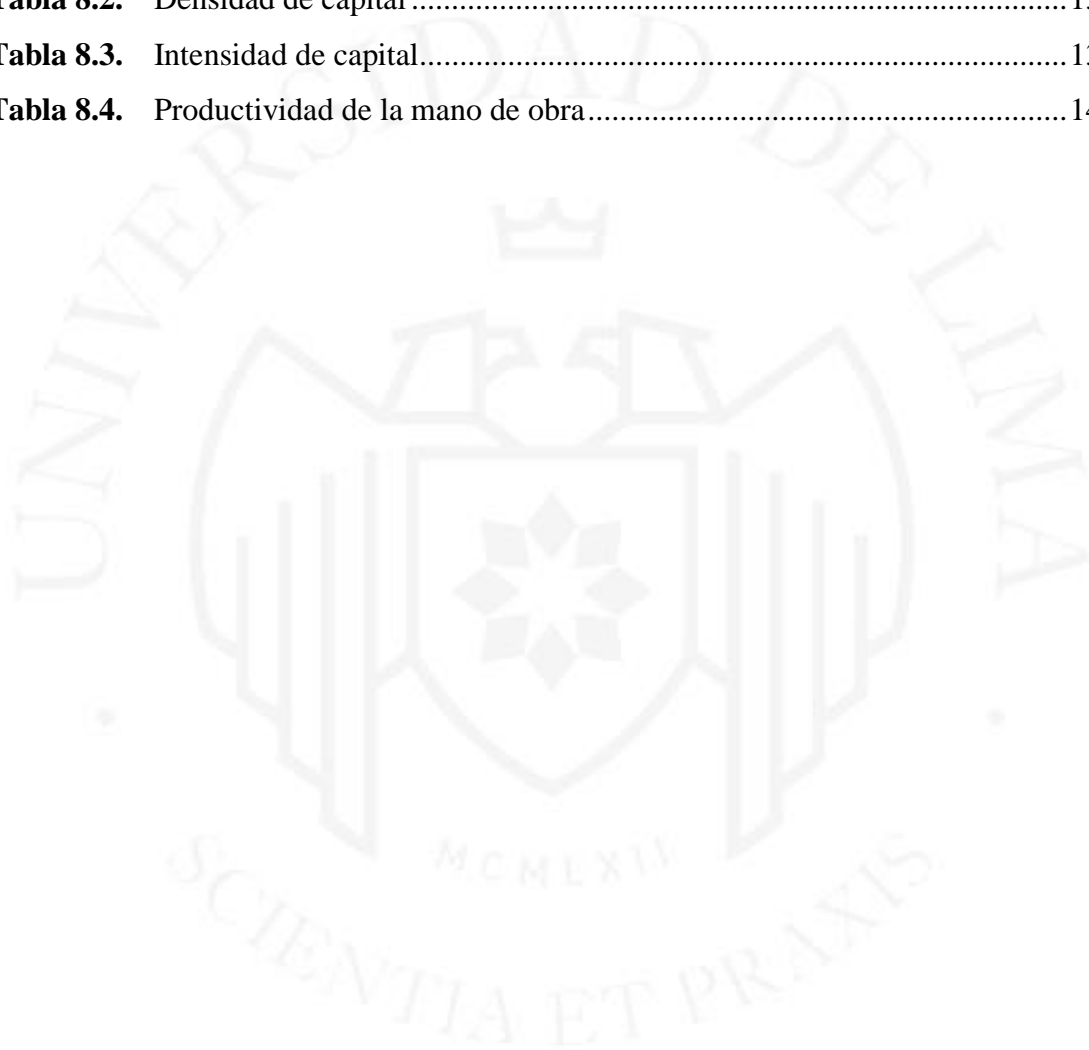 Tabla 8.2. Densidad de capital
Tabla 8.3. Intensidad de capital
Tabla 8.4. Productividad de la mano de obra
UNIVERSIDAD DE LIMA
MCMLXII
SCIENTIA ET PRAXIS